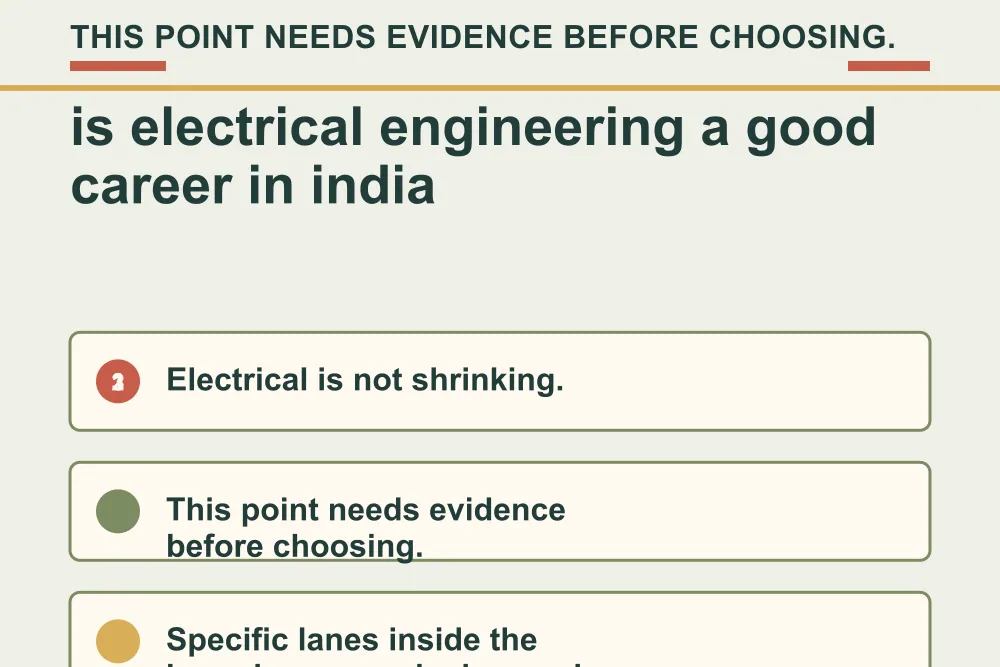 THIS POINT NEEDS EVIDENCE BEFORE CHOOSING.
is electrical engineering a good
career in india
Electrical is not shrinking.
This point needs evidence
before choosing.
Specific lanes inside the